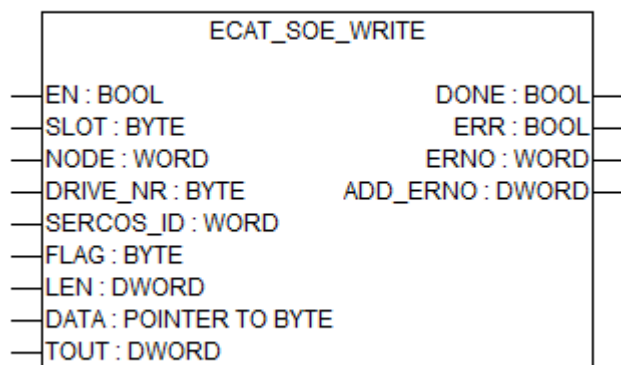 ECAT_SOE_WRITE
EN : BOOL DONE : BOOL
SLOT : BYTE ERR : BOOL
NODE : WORD ERNO : WORD
DRIVE_NR : BYTE ADD_ERNO : DWORD
SERCOS_ID : WORD
FLAG : BYTE
LEN : DWORD
DATA : POINTER TO BYTE
TOUT : DWORD